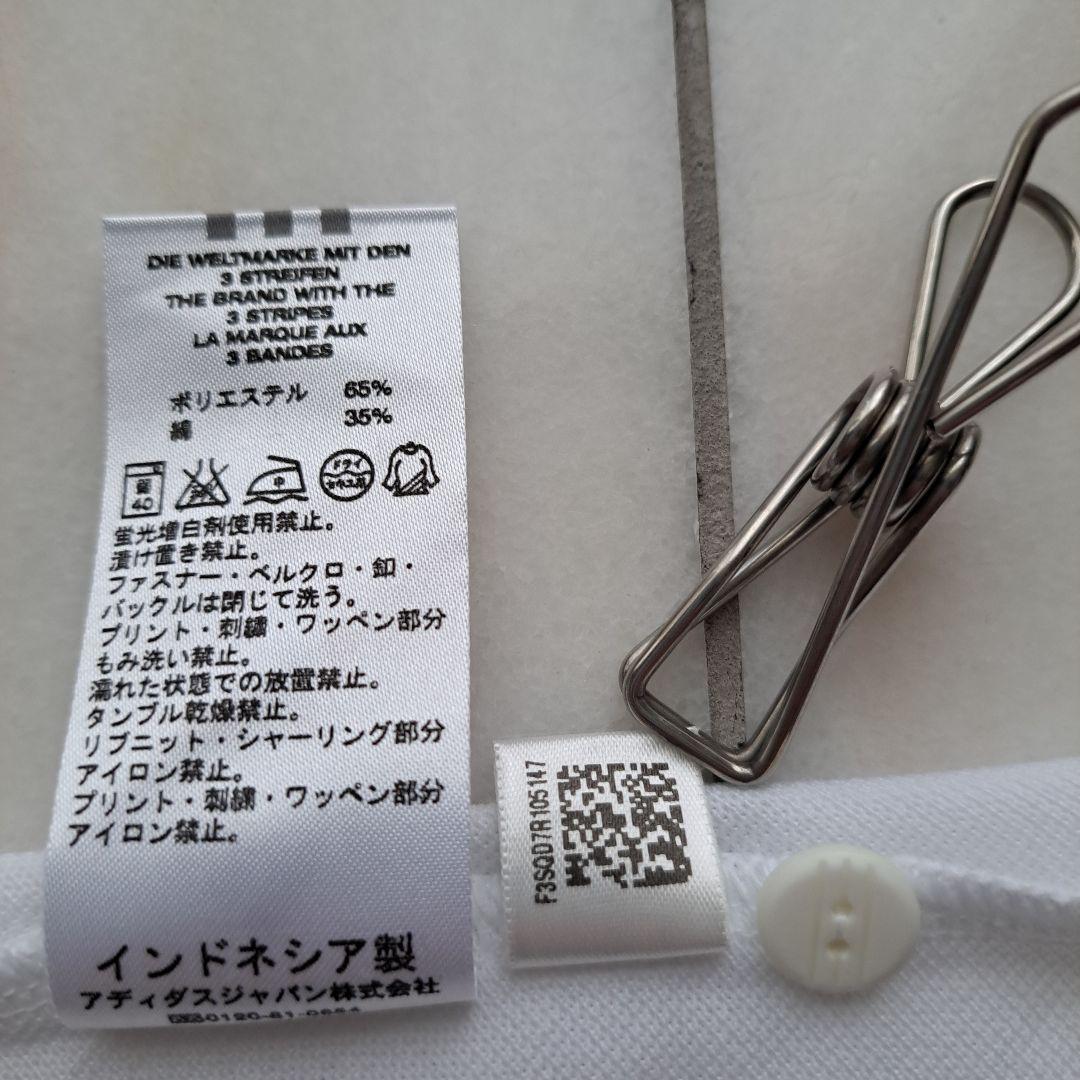 DIE WELTMARKE MIT DEN
3 STREIFEN
THE BRAND WITH THE
3 STRIPES
LA MARQUE AUX
3 BANDES
ポリエステル 65%
綿 35%
40
ドライ
蛍光増白剤使用禁止。
漬け置き禁止。
ファスナー・ベルクロ・釦・
バックルは閉じて洗う。
プリント・刺繍・ワッペン部分
もみ洗い禁止。
濡れた状態での放置禁止。
タンブル乾燥禁止。
リブニット・シャーリング部分
アイロン禁止。
プリント・刺繍・ワッペン部分
アイロン禁止。
インドネシア製
アディダスジャパン株式会社
F3SQD7R105147